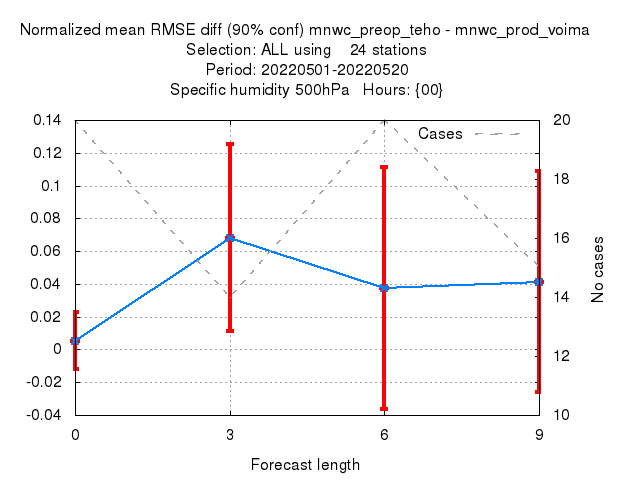 Normalized mean RMSE diff (90% conf) mnwc_preop_teho - mnwc_prod_voima
Selection: ALL using    24 stations
Period: 20220501-20220520
Specific humidity 500hPa   Hours: {00}
Cases
0.14
0.12
0.1
0.08
0.06
0.04
0.02
0
-0.02
-0.04
20
18
16
14
12
10
No cases
0 3 6 9
Forecast length